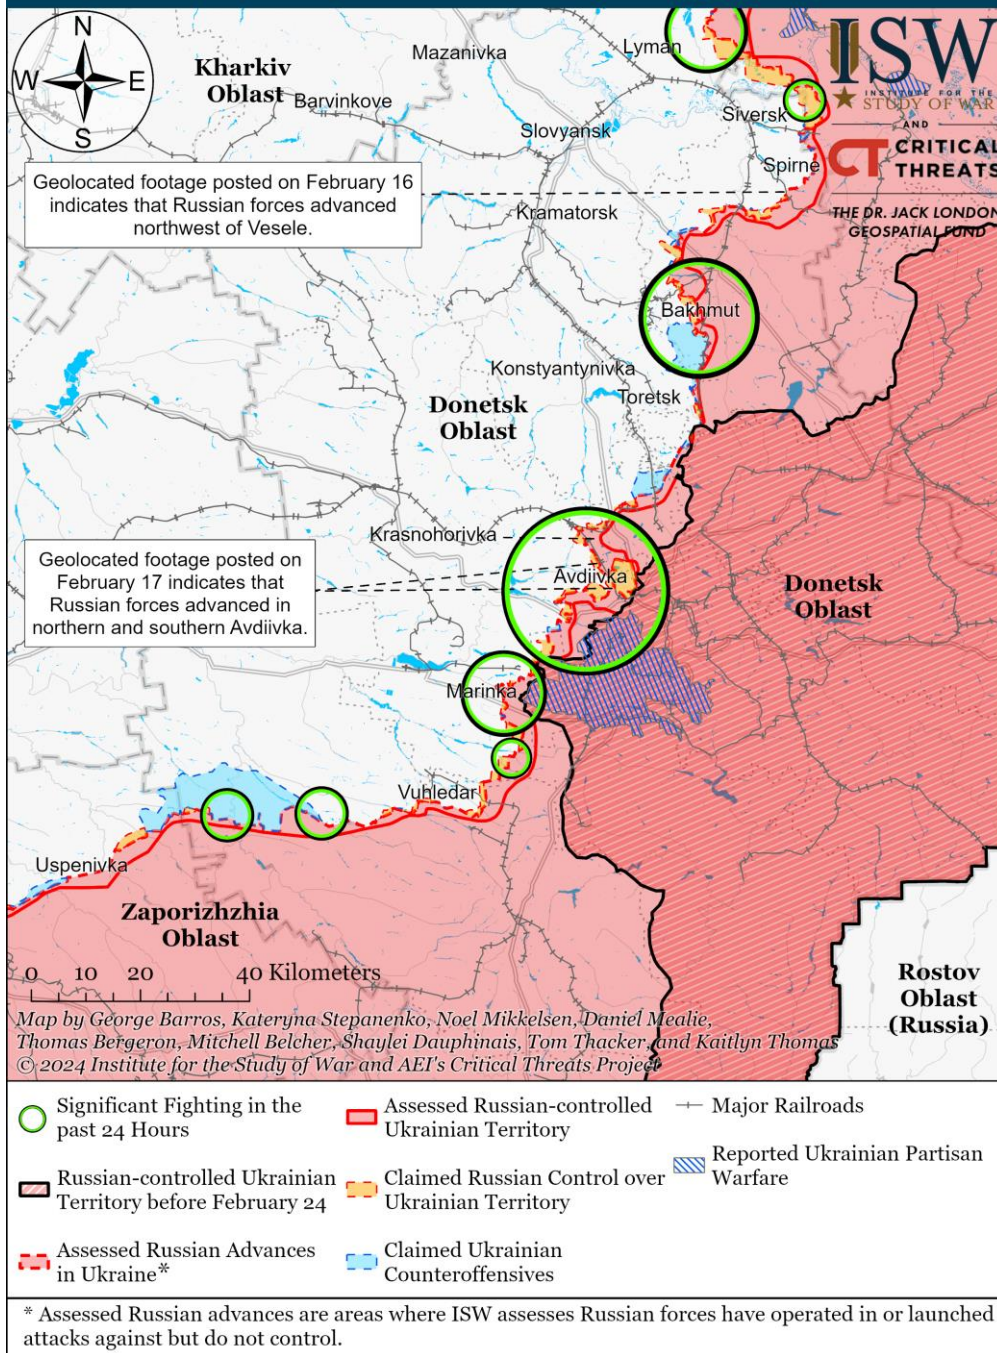 N
W
E
S
Kharkiv
Oblast
Mazanivka
Lyman
ISW
INSTITUTE FOR THE
STUDY OF WAR
AND
CRITICAL
THREATS
THE DR. JACK LONDON
GEOSPATIAL FUND
Barvinkove
Siversk
Slovyansk
Spirne
Geolocated footage posted on February 16
indicates that Russian forces advanced
northwest of Vesele.
Kramatorsk
Bakhmut
Konstyantynivka
Toretsk
Donetsk
Oblast
Krasnohorivka
Geolocated footage posted on
February 17 indicates that
Russian forces advanced in
northern and southern Avdiivka.
Avdiivka
Donetsk
Oblast
Marinka
Vuhledar
Uspenivka
Zaporizhzhia
Oblast
Rostov
Oblast
(Russia)
0 10 20 40 Kilometers
Map by George Barros, Kateryna Stepanenko, Noel Mikkelsen, Daniel Mealie,
Thomas Bergeron, Mitchell Belcher, Shaylei Dauphinais, Tom Thacker, and Kaitlyn Thomas
© 2024 Institute for the Study of War and AEI's Critical Threats Project
Significant Fighting in the
past 24 Hours
Russian-controlled Ukrainian
Territory before February 24
Assessed Russian Advances
in Ukraine*
Assessed Russian-controlled
Ukrainian Territory
Claimed Russian Control over
Ukrainian Territory
Claimed Ukrainian
Counteroffensives
Major Railroads
Reported Ukrainian Partisan
Warfare
* Assessed Russian advances are areas where ISW assesses Russian forces have operated in or launched
attacks against but do not control.